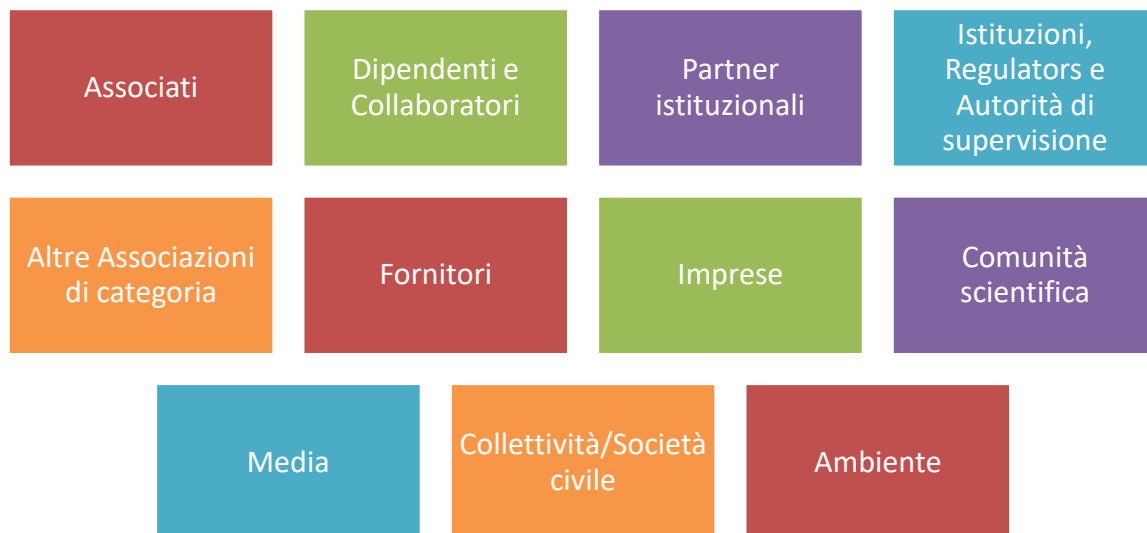 Associati
Dipendenti e
Collaboratori
Partner
istituzionali
Istituzioni,
Regulators e
Autorità di
supervisione
Altre Associazioni
di categoria
Fornitori
Imprese
Comunità
scientifica
Media
Collettività/Società
civile
Ambiente